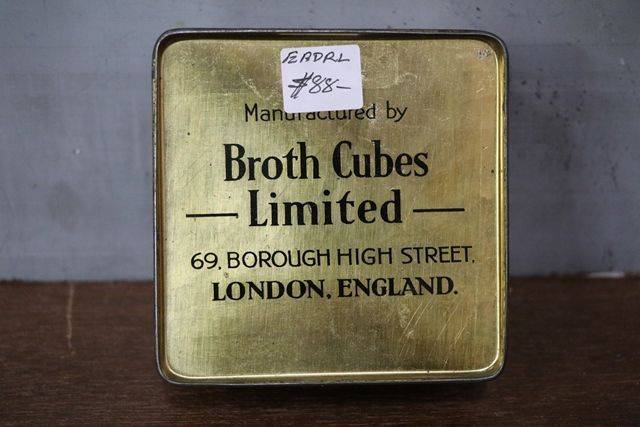 EADRL
$88-
Manufactured by
Broth Cubes
— Limited —
69, BOROUGH HIGH STREET,
LONDON, ENGLAND.